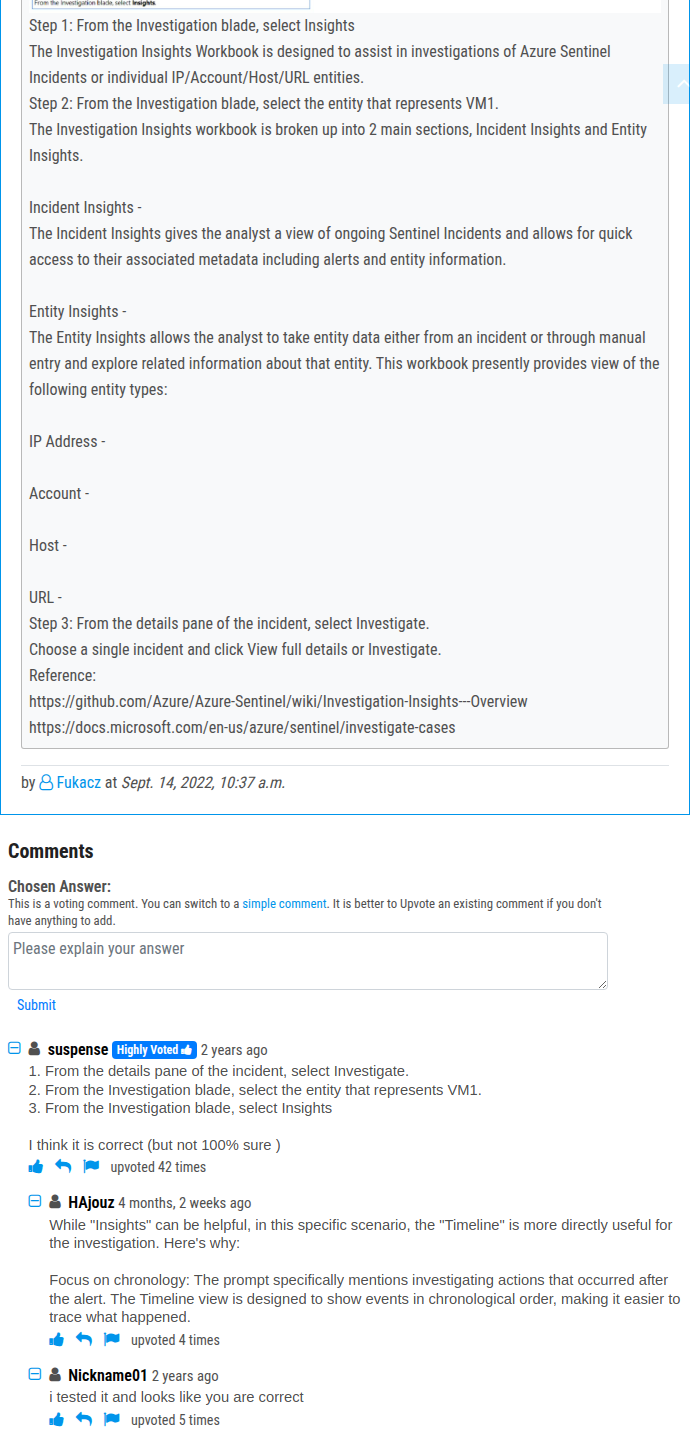 From the Investigation blade, select Insights.
Step 1: From the Investigation blade, select Insights
The Investigation Insights Workbook is designed to assist in investigations of Azure Sentinel
Incidents or individual IP/Account/Host/URL entities.
Step 2: From the Investigation blade, select the entity that represents VM1.
The Investigation Insights workbook is broken up into 2 main sections, Incident Insights and Entity
Insights.
Incident Insights -
The Incident Insights gives the analyst a view of ongoing Sentinel Incidents and allows for quick
access to their associated metadata including alerts and entity information.
Entity Insights -
The Entity Insights allows the analyst to take entity data either from an incident or through manual
entry and explore related information about that entity. This workbook presently provides view of the
following entity types:
IP Address -
Account -
Host -
URL -
Step 3: From the details pane of the incident, select Investigate.
Choose a single incident and click View full details or Investigate.
Reference:
https://github.com/Azure/Azure-Sentinel/wiki/Investigation-Insights---Overview
https://docs.microsoft.com/en-us/azure/sentinel/investigate-cases
by Fukacz at Sept. 14, 2022, 10:37 a.m.
Comments
Chosen Answer:
This is a voting comment. You can switch to a simple comment. It is better to Upvote an existing comment if you don't
have anything to add.
Please explain your answer
Submit
suspense Highly Voted 2 years ago
1. From the details pane of the incident, select Investigate.
2. From the Investigation blade, select the entity that represents VM1.
3. From the Investigation blade, select Insights
I think it is correct (but not 100% sure )
upvoted 42 times
HAjouz 4 months, 2 weeks ago
While "Insights" can be helpful, in this specific scenario, the "Timeline" is more directly useful for
the investigation. Here's why:
Focus on chronology: The prompt specifically mentions investigating actions that occurred after
the alert. The Timeline view is designed to show events in chronological order, making it easier to
trace what happened.
upvoted 4 times
Nickname01 2 years ago
i tested it and looks like you are correct
upvoted 5 times